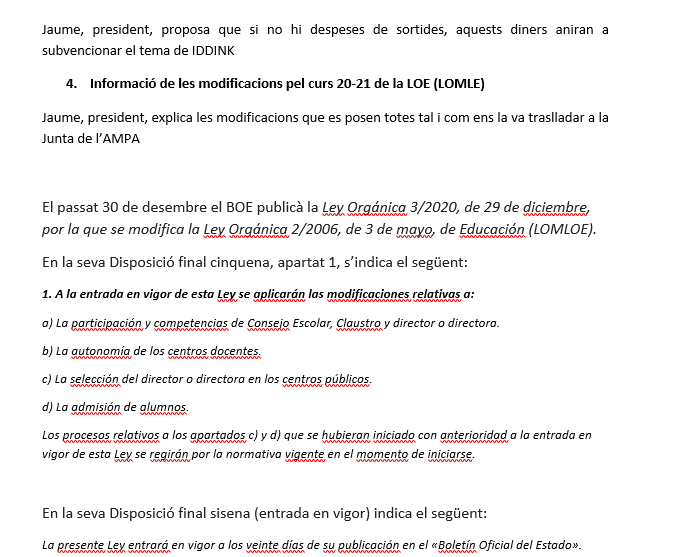 Jaume, president, proposa que si no hi despeses de sortides, aquests diners aniran a
subvencionar el tema de IDDINK
4. Informació de les modificacions pel curs 20-21 de la LOE (LOMLE)
Jaume, president, explica les modificacions que es posen totes tal i com ens la va traslladar a la
Junta de l’AMPA
El passat 30 de desembre el BOE publicà la Ley Orgánica 3/2020, de 29 de diciembre,
por la que se modifica la Ley Orgánica 2/2006, de 3 de mayo, de Educación (LOMLOE).
En la seva Disposició final cinquena, apartat 1, s’indica el següent:
1. A la entrada en vigor de esta Ley se aplicarán las modificaciones relativas a:
a) La participación y competencias de Consejo Escolar, Claustro y director o directora.
b) La autonomía de los centros docentes.
c) La selección del director o directora en los centros públicos.
d) La admisión de alumnos.
Los procesos relativos a los apartados c) y d) que se hubieran iniciado con anterioridad a la entrada en
vigor de esta Ley se regirán por la normativa vigente en el momento de iniciarse.
En la seva Disposició final sisena (entrada en vigor) indica el següent:
La presente Ley entrará en vigor a los veinte días de su publicación en el «Boletín Oficial del Estado».